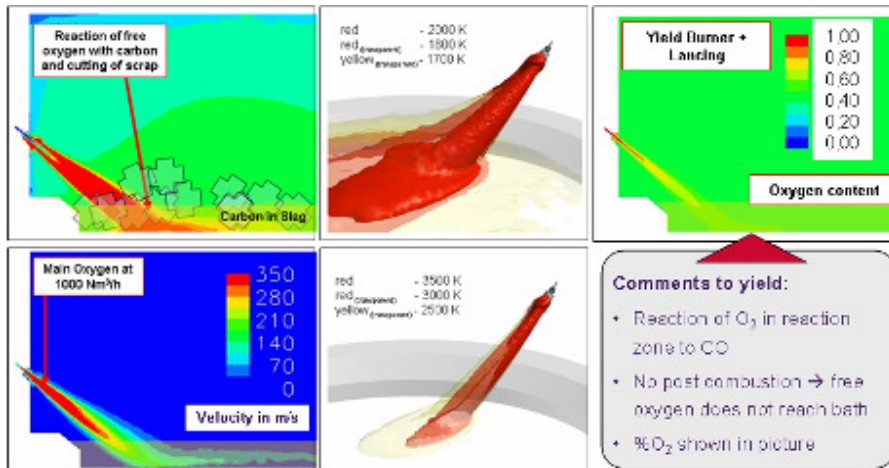 Reaction of free
oxygen with carbon
and cutting of scrap
Carbon in Slag
red - 2000 K
red (transparent) - 1800 K
yellow (transparent) - 1700 K
Yield Burner +
Lancing
1,00
0,80
0,60
0,40
0,20
0,00
Oxygen content
Main Oxygen at
1000 Nm³/h
350
280
210
140
70
0
Velocity in m/s
red - 3500 K
red (transparent) - 3000 K
yellow (transparent) - 2500 K
Comments to yield:
• Reaction of O₂ in reaction
zone to CO
• No post combustion → free
oxygen does not reach bath
• %O₂ shown in picture